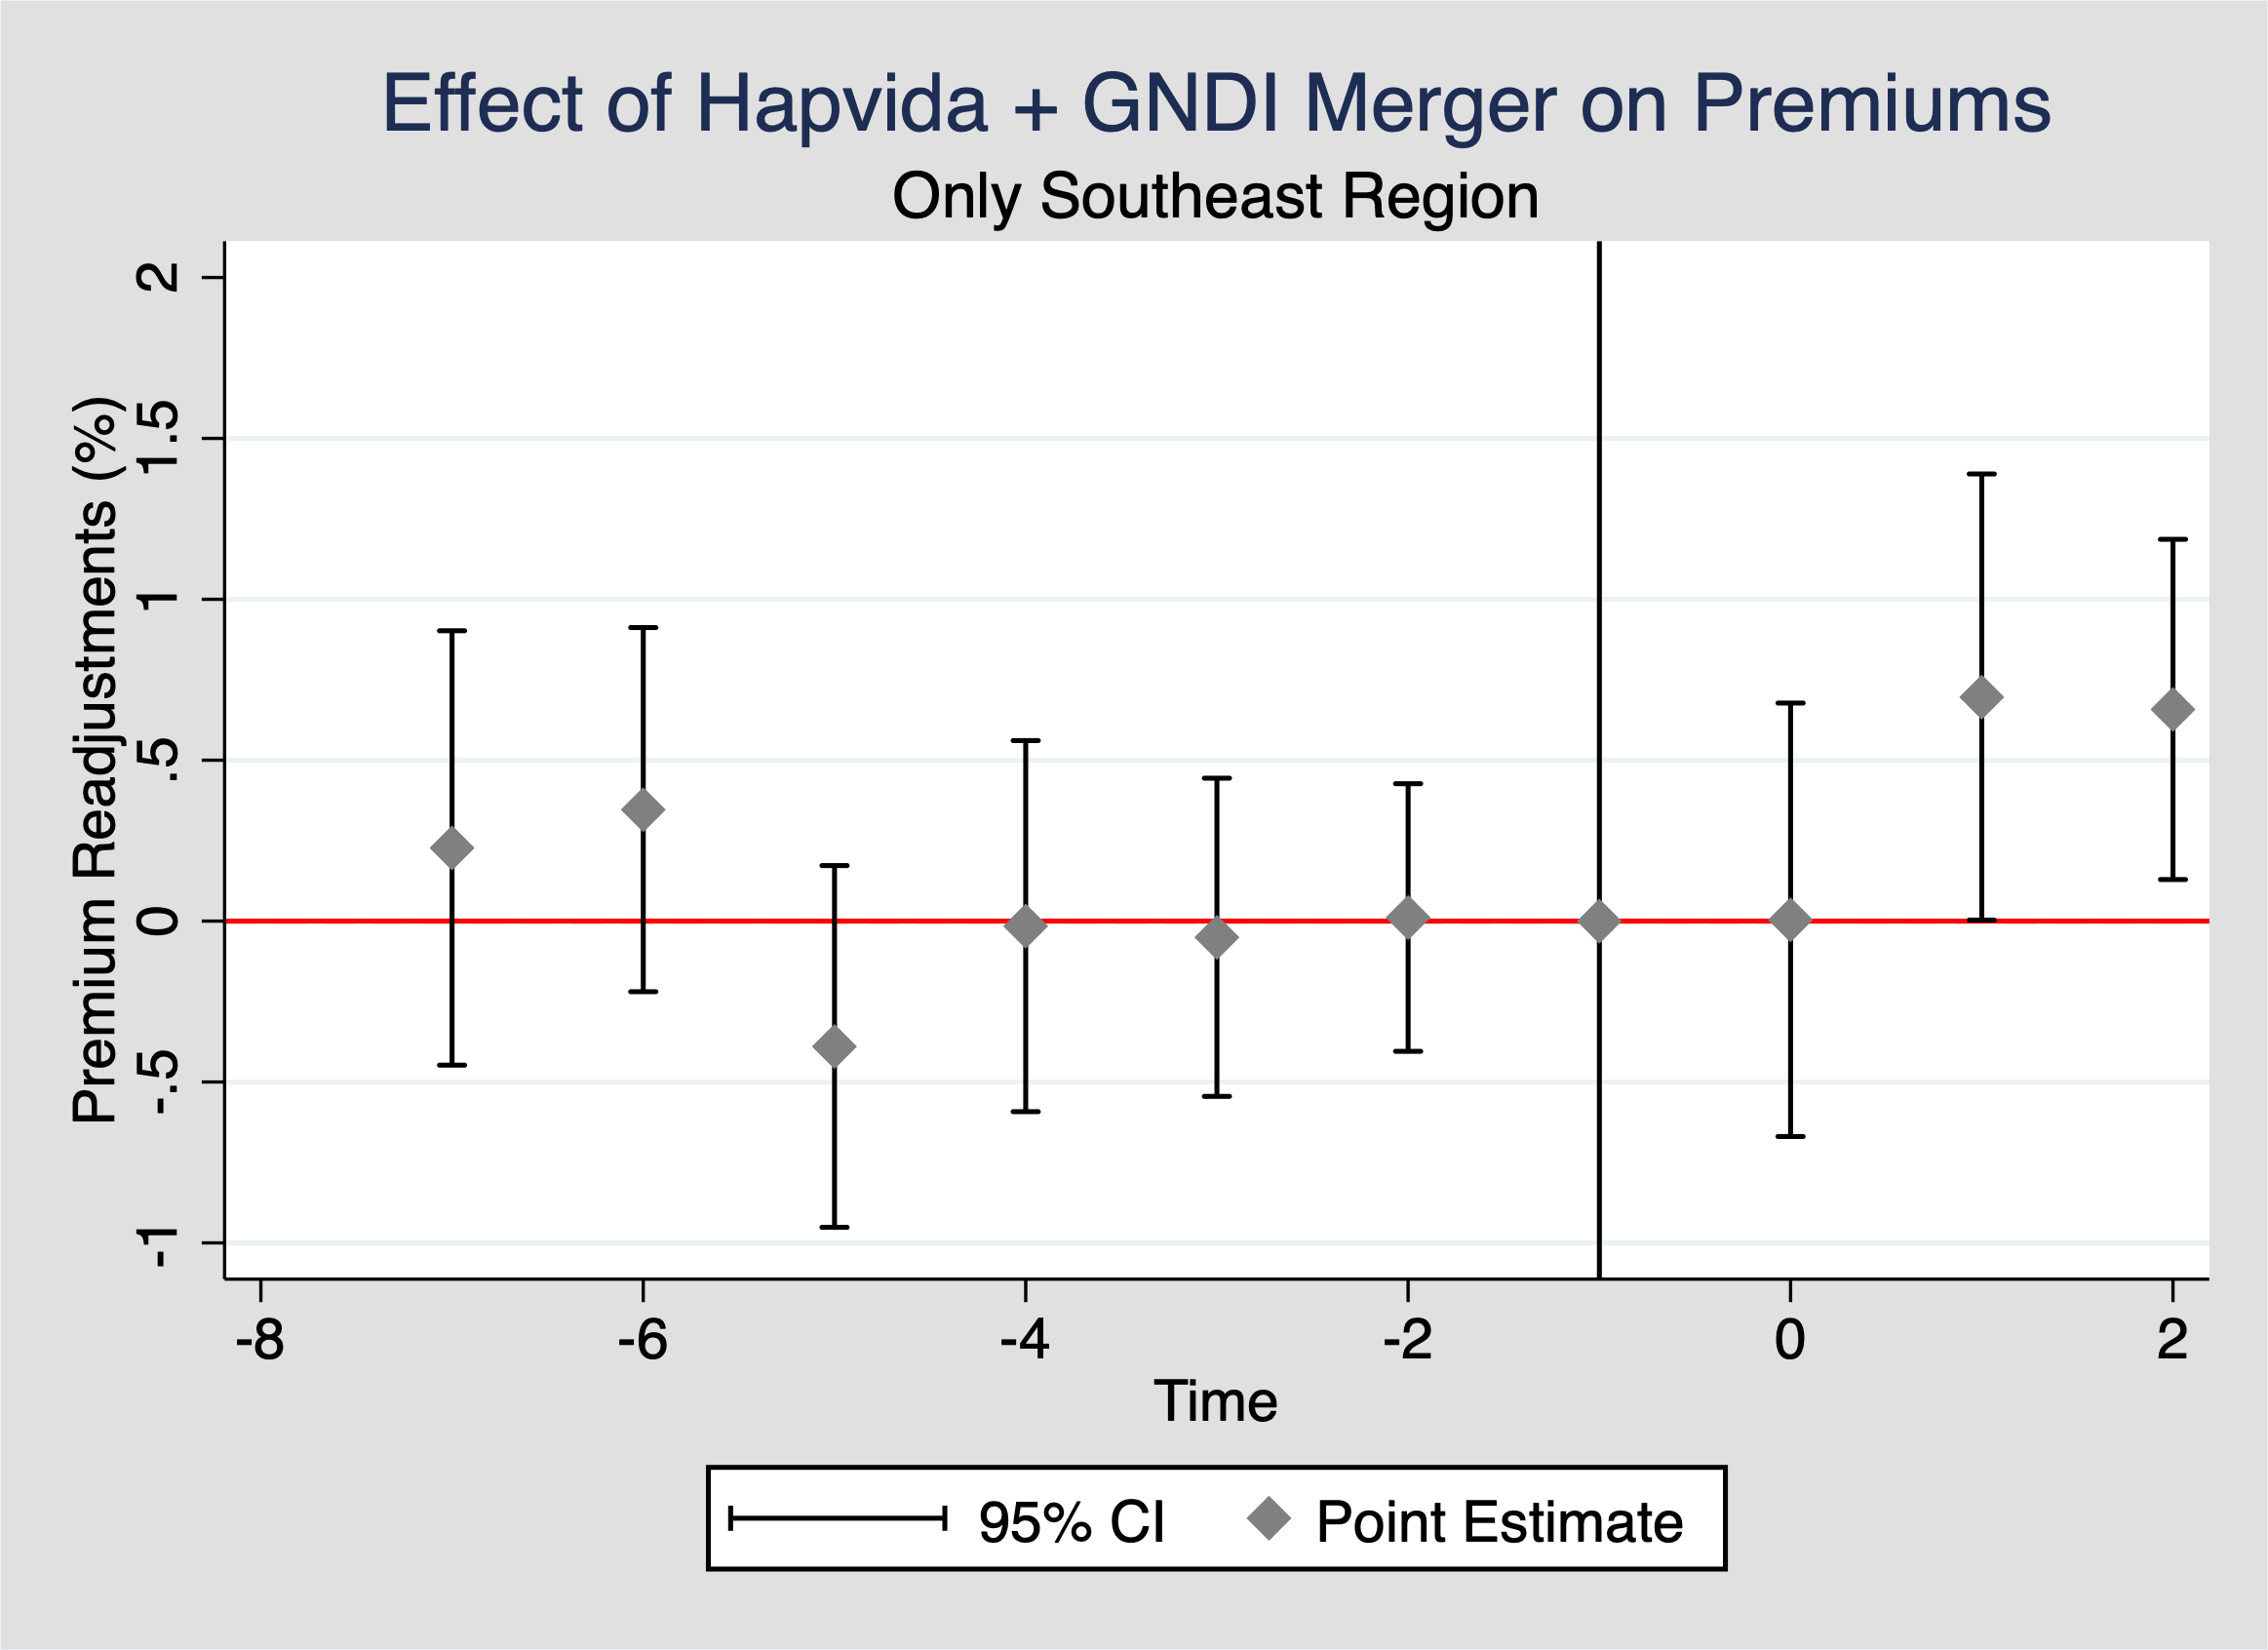 Effect of Hapvida + GNDI Merger on Premiums
Only Southeast Region
Premium Readjustments (%)
2
1.5
1
.5
0
-.5
-1
-8 -6 -4 -2 0 2
Time
95% CI Point Estimate